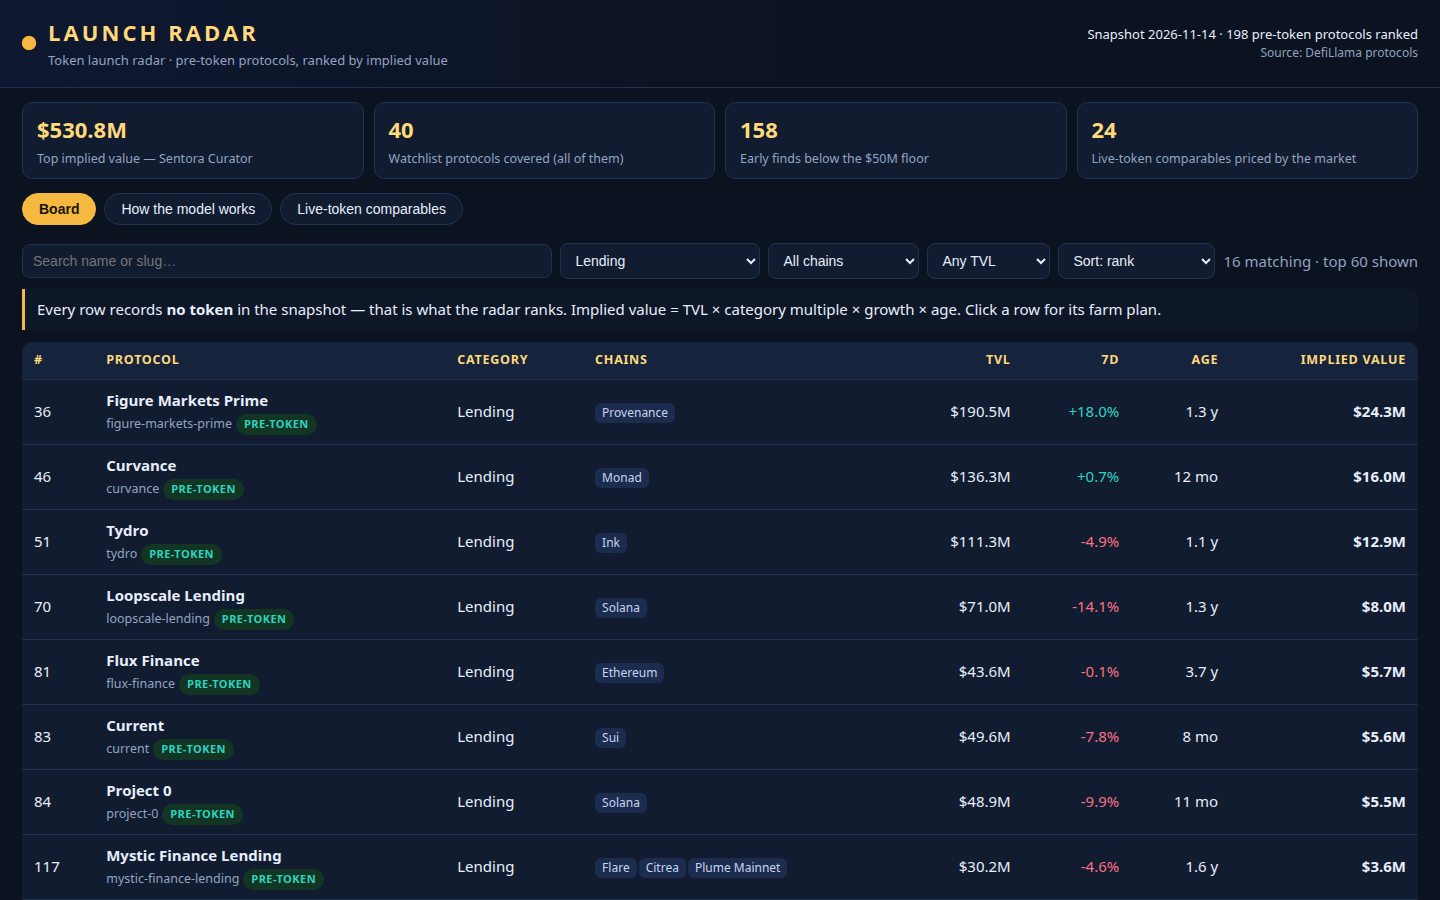 LAUNCH RADAR
Token launch radar · pre-token protocols, ranked by implied value
Snapshot 2026-11-14 · 198 pre-token protocols ranked
Source: DefiLlama protocols
$530.8M
Top implied value — Sentora Curator
40
Watchlist protocols covered (all of them)
158
Early finds below the $50M floor
24
Live-token comparables priced by the market
Board
How the model works
Live-token comparables
Search name or slug…
Lending
All chains
Any TVL
Sort: rank
16 matching · top 60 shown
Every row records no token in the snapshot — that is what the radar ranks. Implied value = TVL × category multiple × growth × age. Click a row for its farm plan.
# PROTOCOL CATEGORY CHAINS TVL 7D AGE IMPLIED VALUE
36 Figure Markets Prime Lending Provenance $190.5M +18.0% 1.3 y $24.3M
figure-markets-prime PRE-TOKEN
46 Curvance Lending Monad $136.3M +0.7% 12 mo $16.0M
curvance PRE-TOKEN
51 Tydro Lending Ink $111.3M -4.9% 1.1 y $12.9M
tydro PRE-TOKEN
70 Loopscale Lending Lending Solana $71.0M -14.1% 1.3 y $8.0M
loopscale-lending PRE-TOKEN
81 Flux Finance Lending Ethereum $43.6M -0.1% 3.7 y $5.7M
flux-finance PRE-TOKEN
83 Current Lending Sui $49.6M -7.8% 8 mo $5.6M
current PRE-TOKEN
84 Project 0 Lending Solana $48.9M -9.9% 11 mo $5.5M
project-0 PRE-TOKEN
117 Mystic Finance Lending Lending Flare Citrea Plume Mainnet $30.2M -4.6% 1.6 y $3.6M
mystic-finance-lending PRE-TOKEN